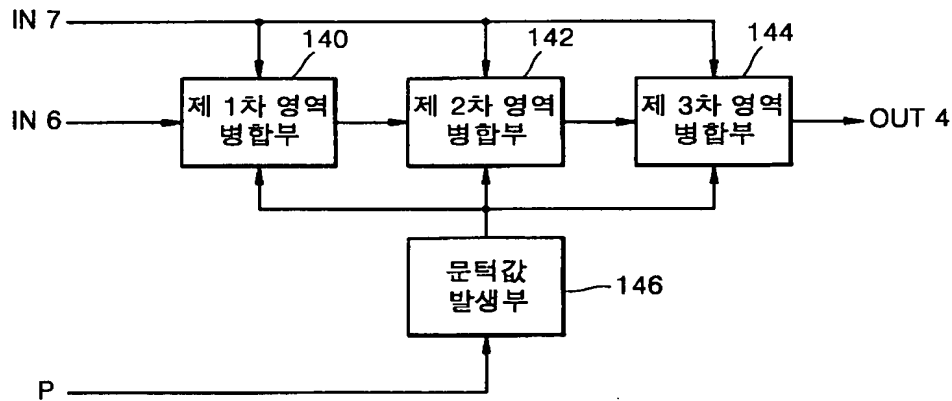 IN 7
140
142
144
IN 6
제 1차 영역
병합부
제 2차 영역
병합부
제 3차 영역
병합부
OUT 4
문턱값
발생부
146
P